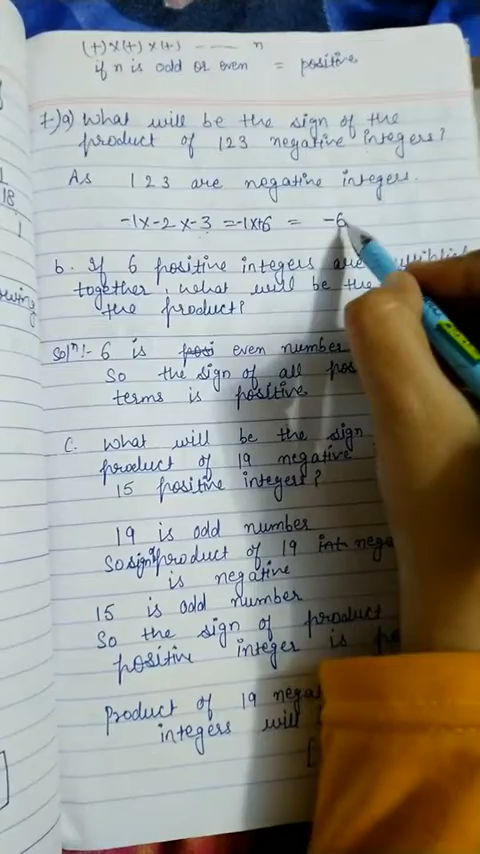 (+)×(+)×(+) ------ n
if n is odd or even = positive
7.)a) What will be the sign of the
product of 123 negative integers?
As 123 are negative integers.
-1×-2×-3 = -1×+6 = -6
b. If 6 positive integers are
together. what will be the
the product?
Solⁿ:- 6 is even number
So the sign of all
terms is positive
C. What will be the sign
product of 19 negative
15 positive integers?
19 is odd number
So sign of product of 19
is negative
15 is odd number
So the sign of product
positive integer is
Product of 19
integers will
18
1